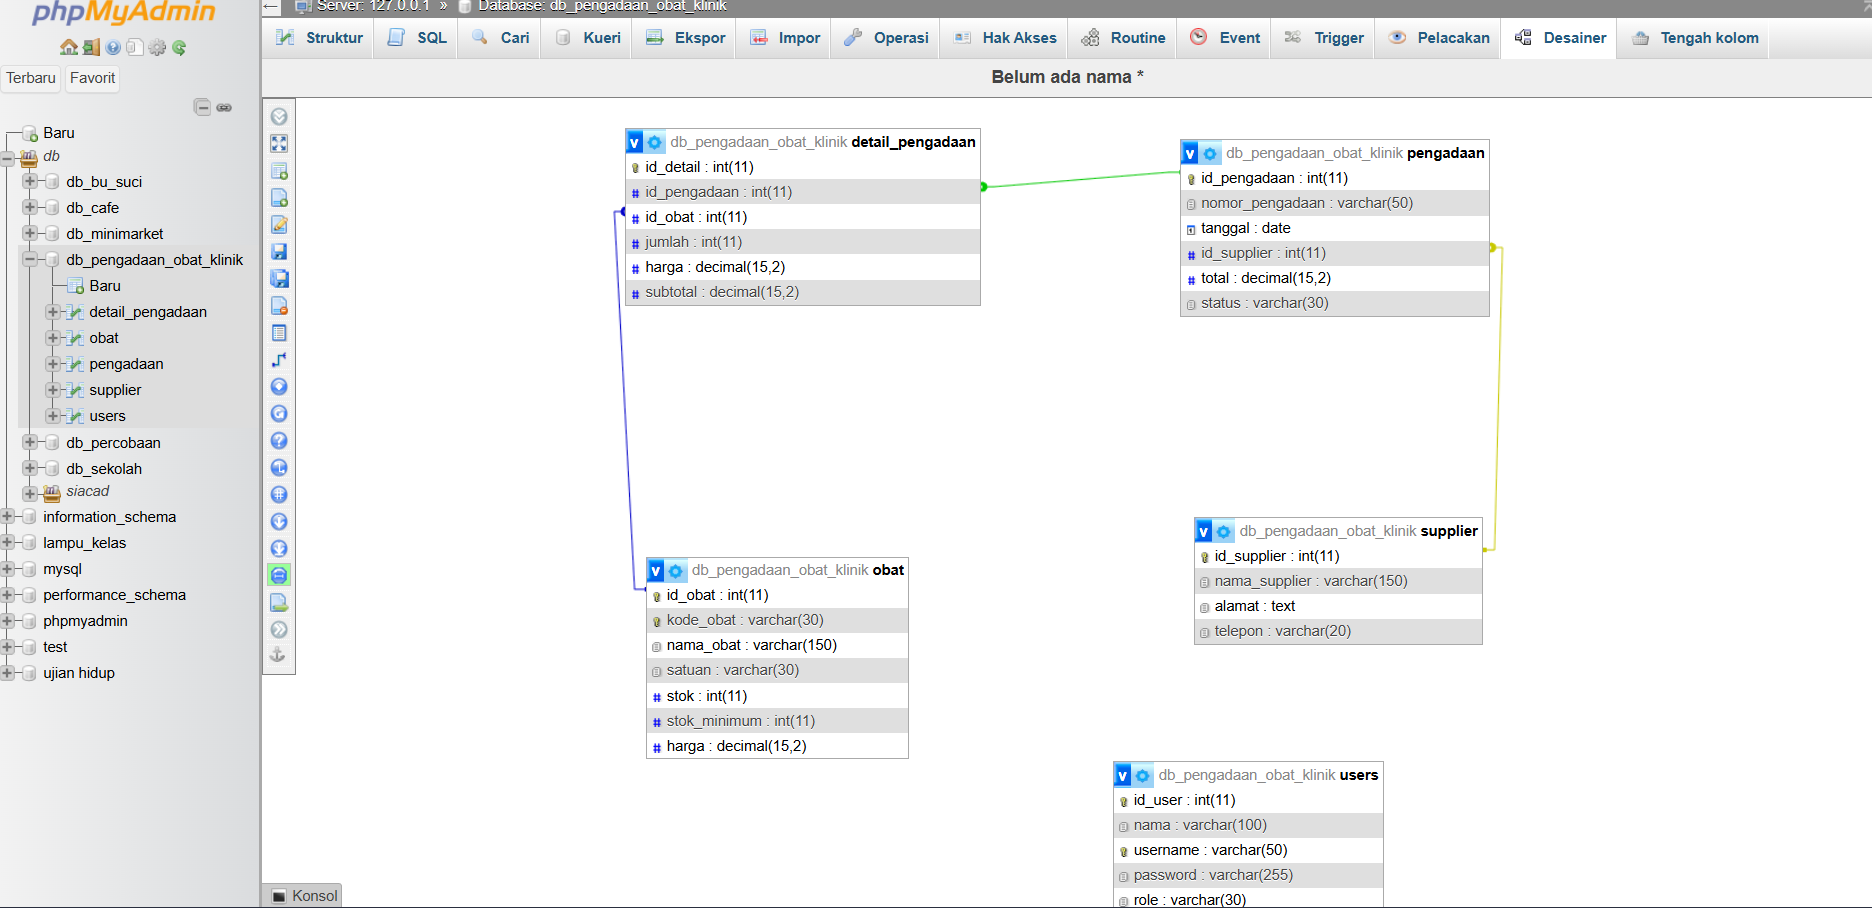 phpMyAdmin
Terbaru Favorit
Baru
db
db_bu_suci
db_cafe
db_minimarket
db_pengadaan_obat_klinik
Baru
detail_pengadaan
obat
pengadaan
supplier
users
db_percobaan
db_sekolah
siacad
information_schema
lampu_kelas
mysql
performance_schema
phpmyadmin
test
ujian hidup
Server: 127.0.0.1 » Database: db_pengadaan_obat_klinik
Struktur SQL Cari Kueri Ekspor Impor Operasi Hak Akses Routine Event Trigger Pelacakan Desainer Tengah kolom
Belum ada nama *
v db_pengadaan_obat_klinik detail_pengadaan
id_detail : int(11)
# id_pengadaan : int(11)
# id_obat : int(11)
# jumlah : int(11)
# harga : decimal(15,2)
# subtotal : decimal(15,2)
v db_pengadaan_obat_klinik pengadaan
id_pengadaan : int(11)
nomor_pengadaan : varchar(50)
tanggal : date
# id_supplier : int(11)
# total : decimal(15,2)
status : varchar(30)
v db_pengadaan_obat_klinik supplier
id_supplier : int(11)
nama_supplier : varchar(150)
alamat : text
telepon : varchar(20)
v db_pengadaan_obat_klinik obat
id_obat : int(11)
kode_obat : varchar(30)
nama_obat : varchar(150)
satuan : varchar(30)
# stok : int(11)
# stok_minimum : int(11)
# harga : decimal(15,2)
v db_pengadaan_obat_klinik users
id_user : int(11)
nama : varchar(100)
username : varchar(50)
password : varchar(255)
role : varchar(30)
Konsol